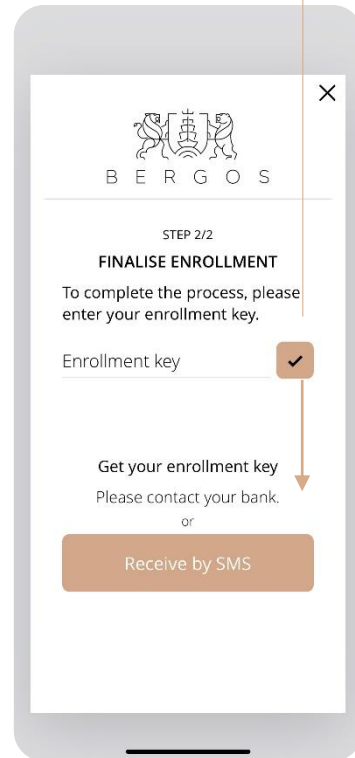 BERGOS
STEP 2/2
FINALISE ENROLLMENT
To complete the process, please
enter your enrollment key.
Enrollment key
Get your enrollment key
Please contact your bank.
or
Receive by SMS